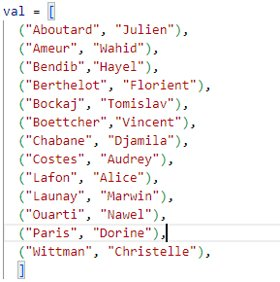 val = [
("Aboutard", "Julien"),
("Ameur", "Wahid"),
("Bendib","Hayel"),
("Berthelot", "Florient"),
("Bockaj", "Tomislav"),
("Boettcher","Vincent"),
("Chabane", "Djamila"),
("Costes", "Audrey"),
("Lafon", "Alice"),
("Launay", "Marwin"),
("Ouarti", "Nawel"),
("Paris", "Dorine"),
("Wittman", "Christelle"),
]